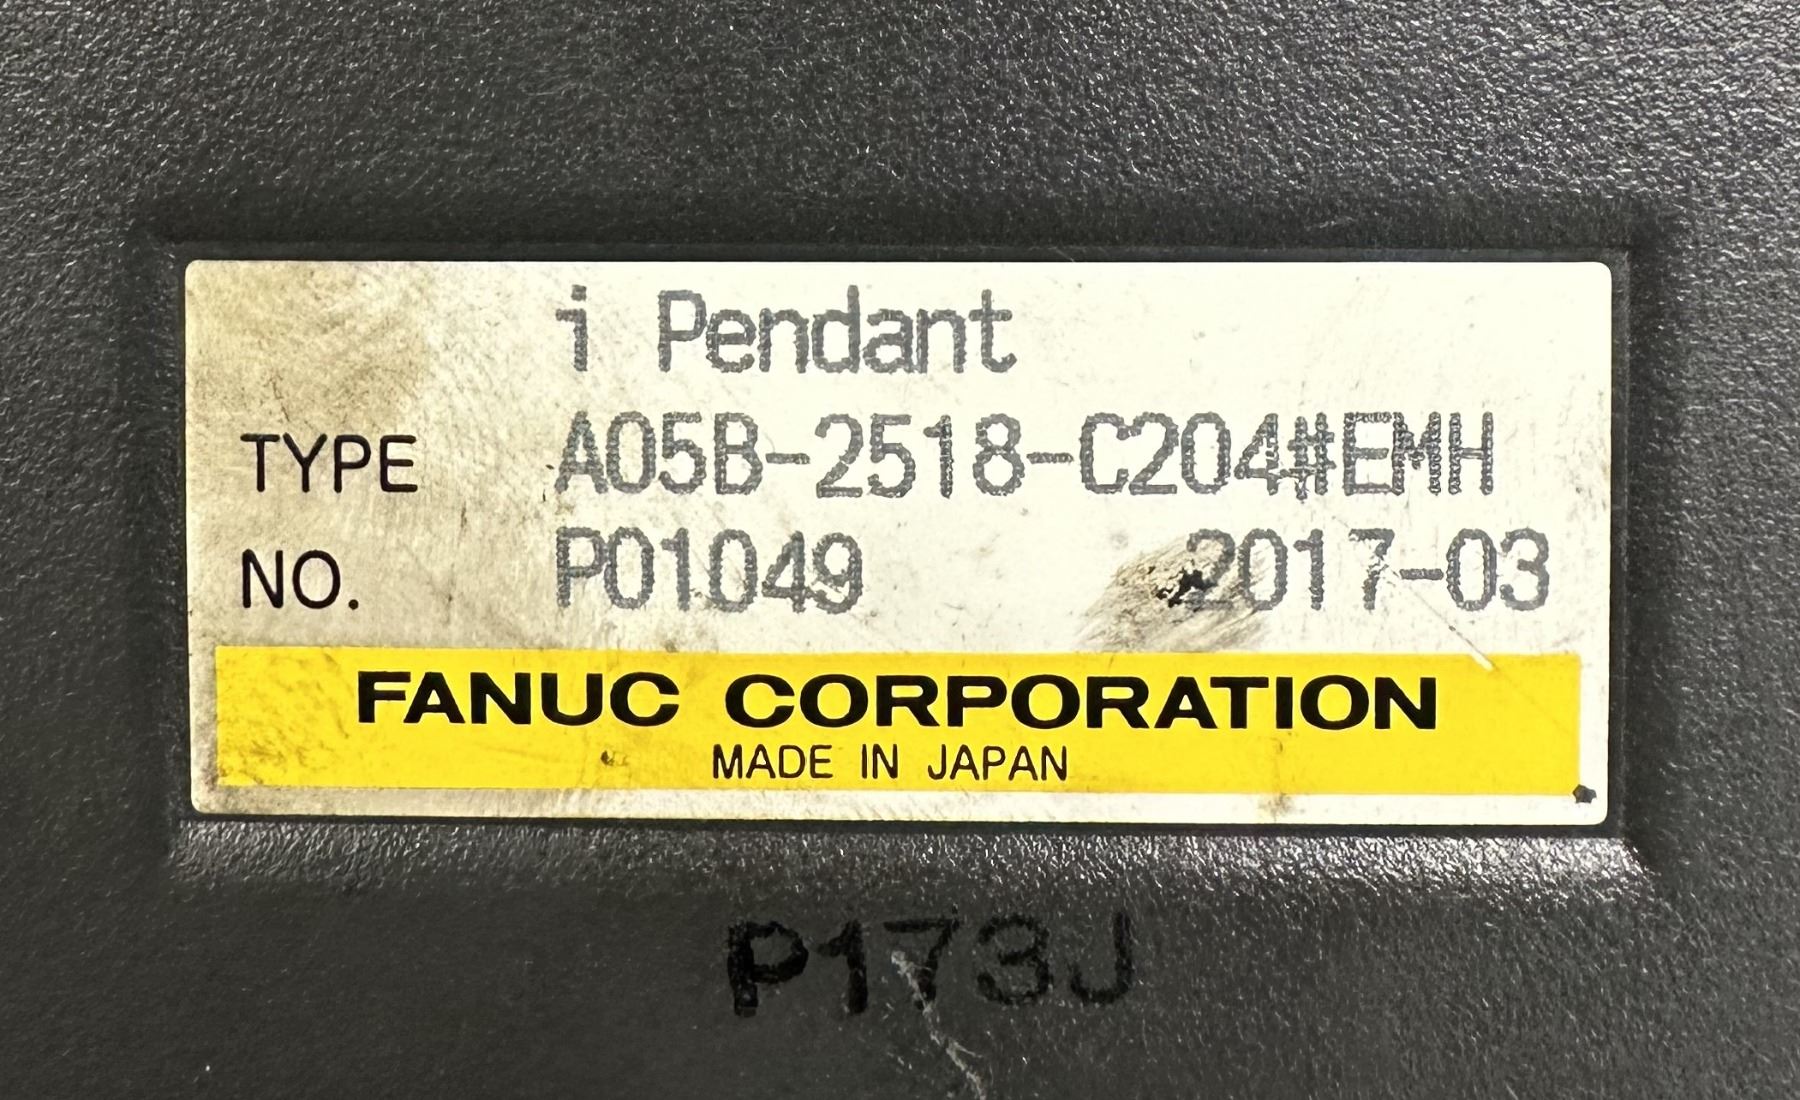 i Pendant
TYPE A05B-2518-C204#EMH
NO. P01049 2017-03
FANUC CORPORATION
MADE IN JAPAN
P173J